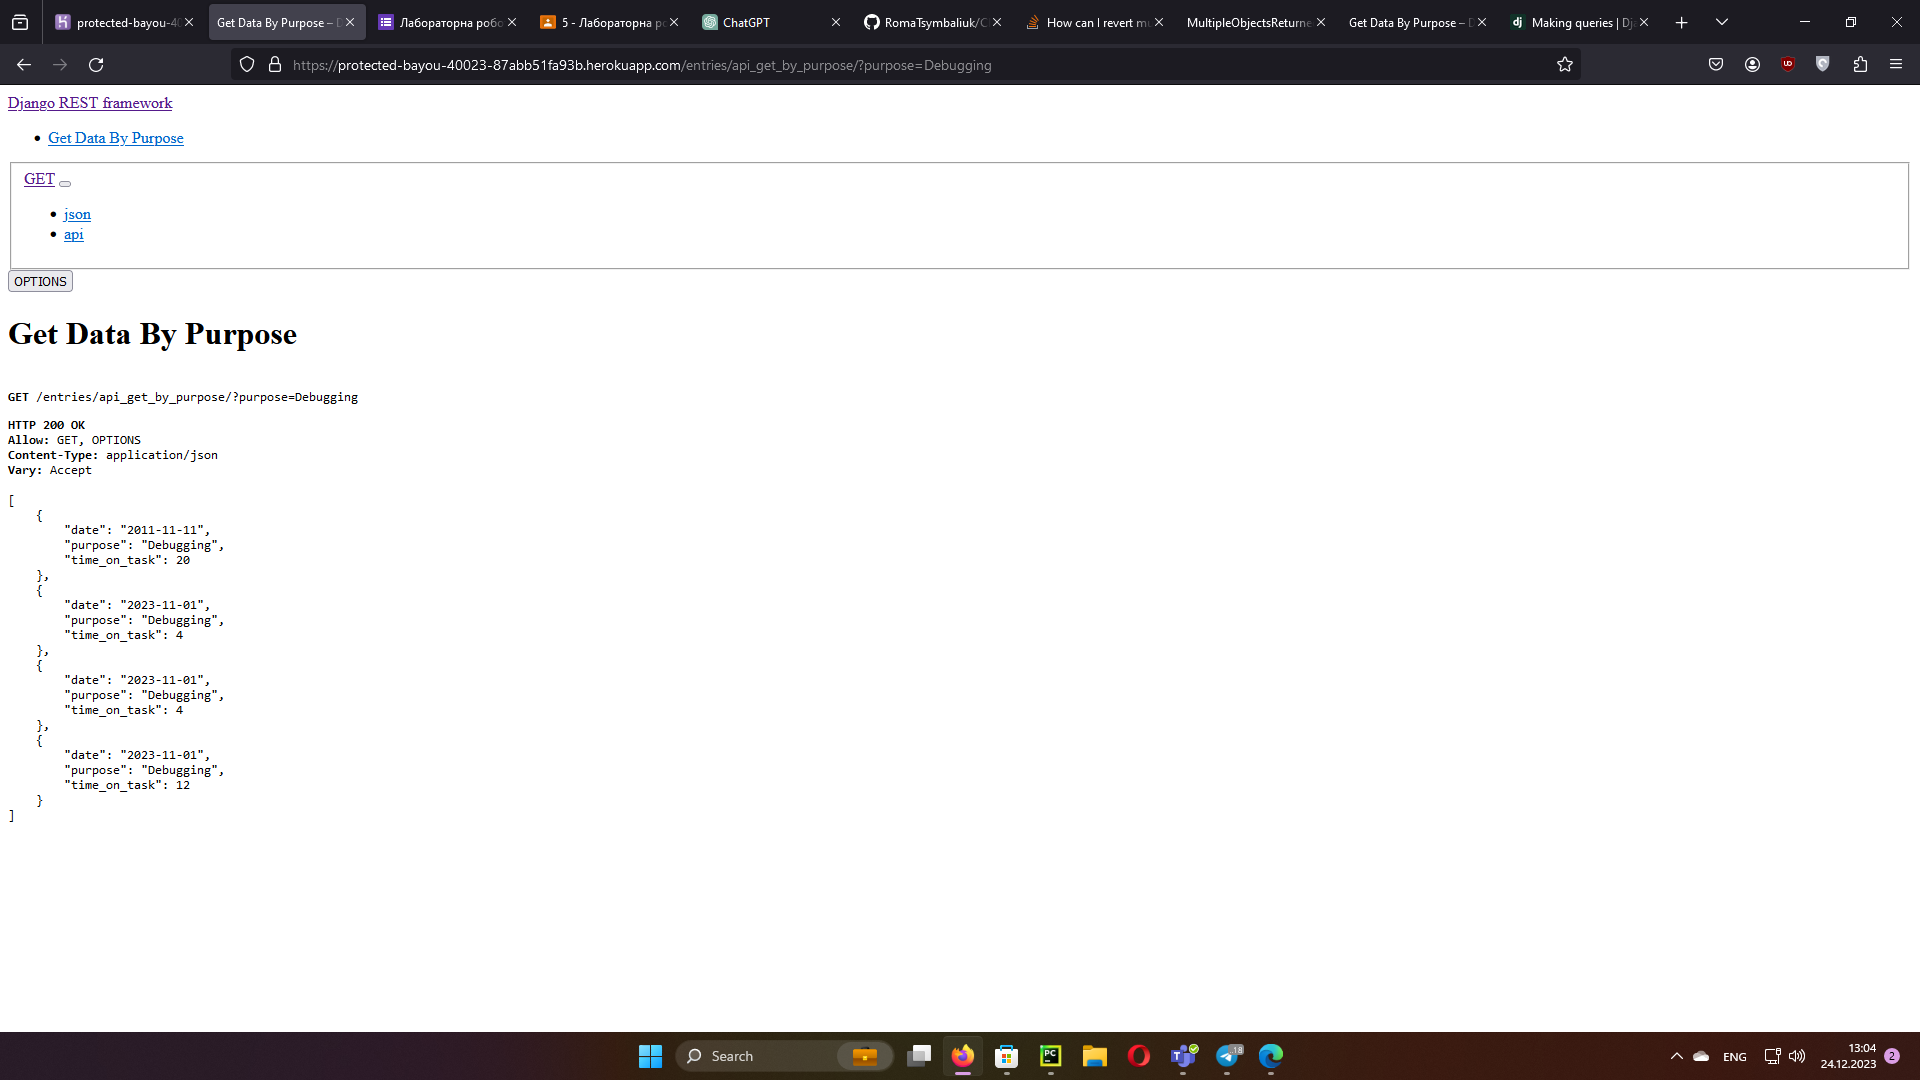 protected-bayou-40
Get Data By Purpose – D
Лабораторна робо
5 - Лабораторна ро
ChatGPT
RomaTsymbaliuk/C
How can I revert mu
MultipleObjectsReturne
Get Data By Purpose – D
Making queries | Dja
https://protected-bayou-40023-87abb51fa93b.herokuapp.com/entries/api_get_by_purpose/?purpose=Debugging
Django REST framework
Get Data By Purpose
GET
json
api
OPTIONS
Get Data By Purpose
GET /entries/api_get_by_purpose/?purpose=Debugging
HTTP 200 OK
Allow: GET, OPTIONS
Content-Type: application/json
Vary: Accept
[
{
"date": "2011-11-11",
"purpose": "Debugging",
"time_on_task": 20
},
{
"date": "2023-11-01",
"purpose": "Debugging",
"time_on_task": 4
},
{
"date": "2023-11-01",
"purpose": "Debugging",
"time_on_task": 4
},
{
"date": "2023-11-01",
"purpose": "Debugging",
"time_on_task": 12
}
]
Search
ENG
13:04
24.12.2023
2